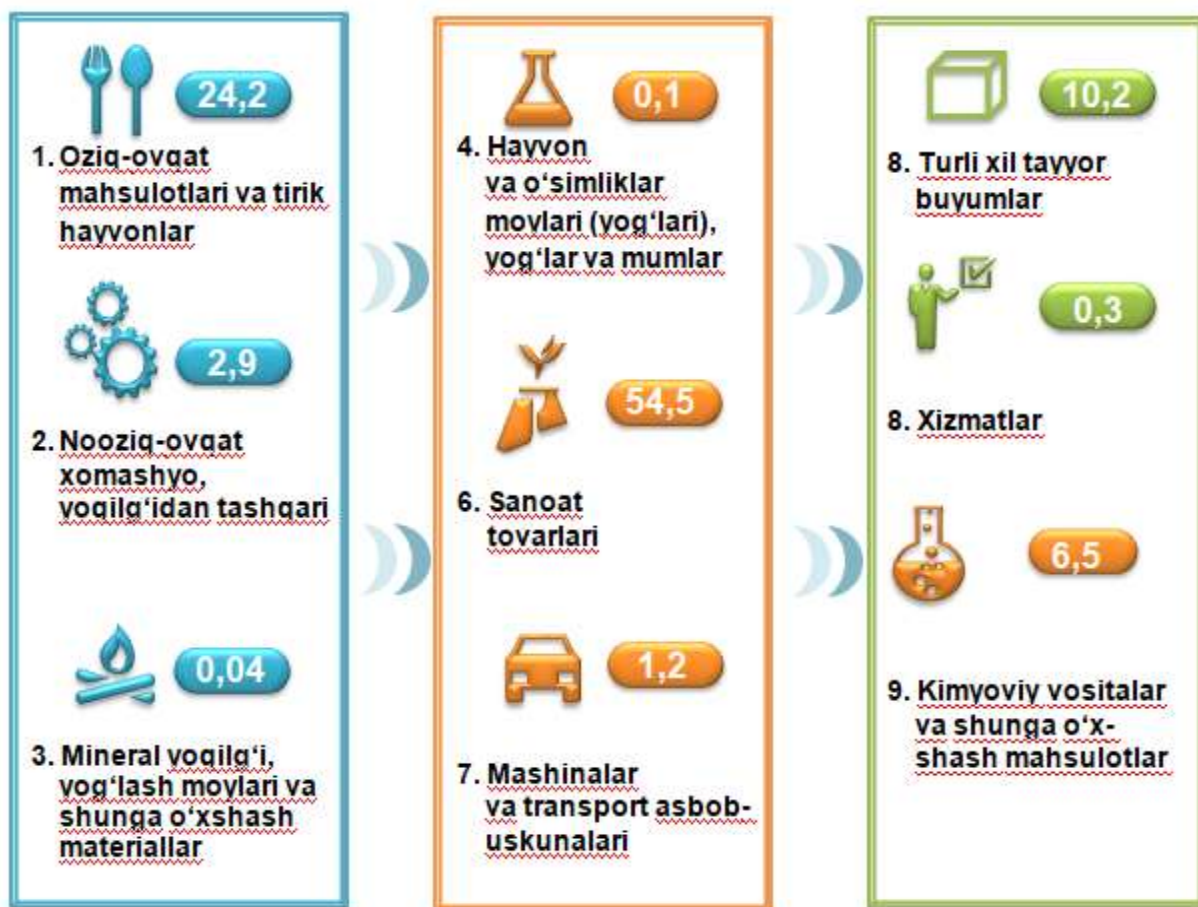 24,2
1. Oziq-ovqat
mahsulotlari va tirik
hayvonlar
2,9
2. Nooziq-ovqat
xomashyo,
yoqilg‘idan tashqari
0,04
3. Mineral yoqilg‘i,
yog‘lash moylari va
shunga o‘xshash
materiallar
0,1
4. Hayvon
va o‘simliklar
moylari (yog‘lari),
yog‘lar va mumlar
54,5
6. Sanoat
tovarlari
1,2
7. Mashinalar
va transport asbob-
uskunalari
10,2
8. Turli xil tayyor
buyumlar
0,3
8. Xizmatlar
6,5
9. Kimyoviy vositalar
va shunga o‘x-
shash mahsulotlar